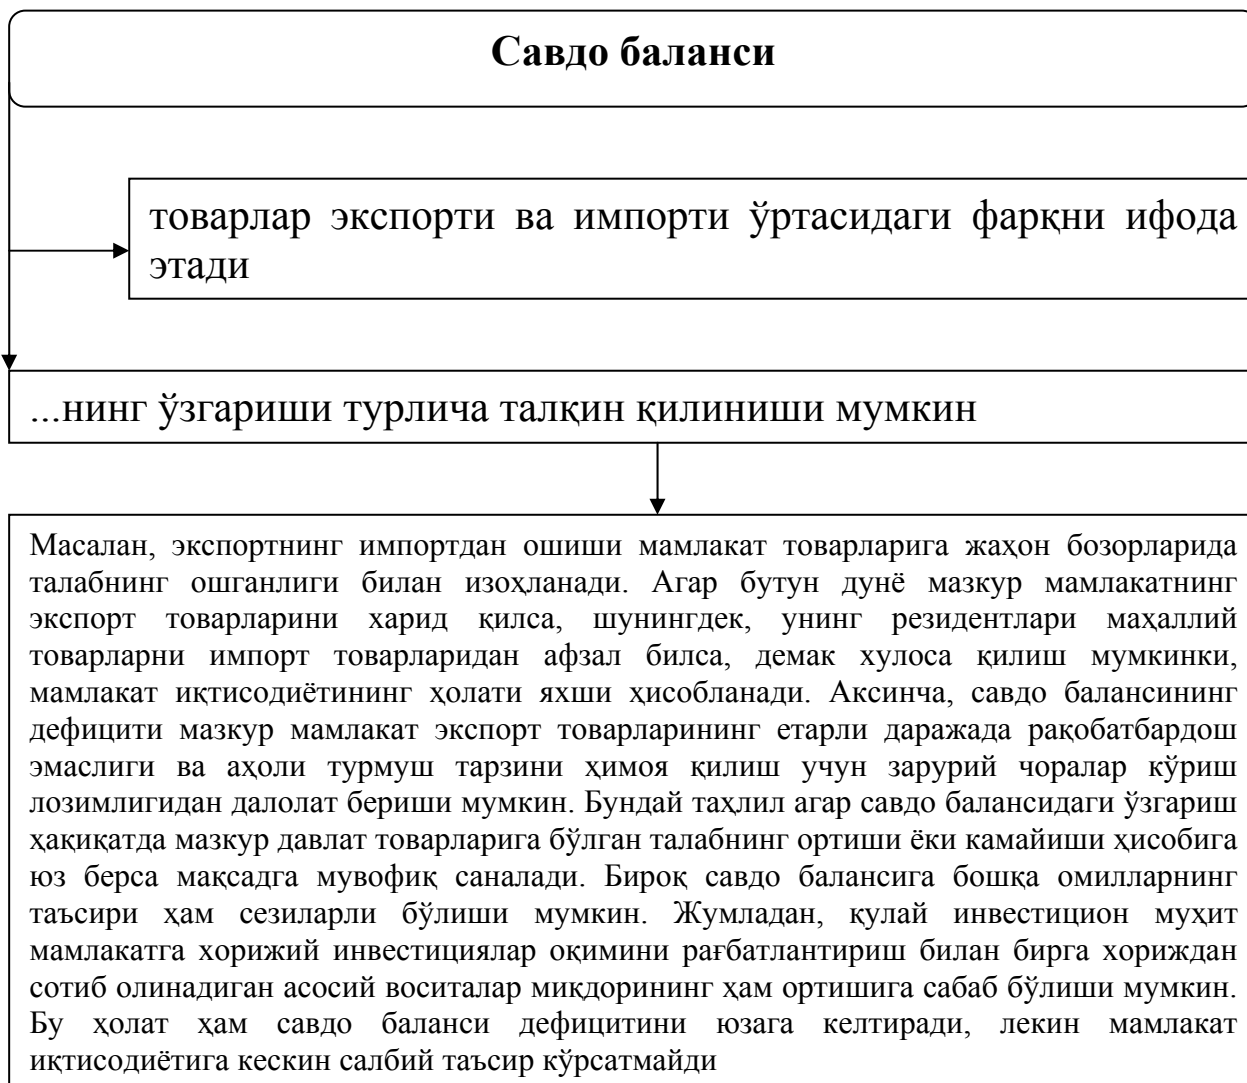 Савдо баланси
товарлар экспорти ва импорти ўртасидаги фарқни ифода
этади
...нинг ўзгариши турлича талқин қилиниши мумкин
Масалан, экспортнинг импортдан ошиши мамлакат товарларига жаҳон бозорларида
талабнинг ошганлиги билан изоҳланади. Агар бутун дунё мазкур мамлакатнинг
экспорт товарларини харид қилса, шунингдек, унинг резидентлари маҳаллий
товарларни импорт товарларидан афзал билса, демак хулоса қилиш мумкинки,
мамлакат иқтисодиётининг ҳолати яхши ҳисобланади. Аксинча, савдо балансининг
дефицити мазкур мамлакат экспорт товарларининг етарли даражада рақобатбардош
эмаслиги ва аҳоли турмуш тарзини ҳимоя қилиш учун зарурий чоралар кўриш
лозимлигидан далолат бериши мумкин. Бундай таҳлил агар савдо балансидаги ўзгариш
ҳақиқатда мазкур давлат товарларига бўлган талабнинг ортиши ёки камайиши ҳисобига
юз берса мақсадга мувофиқ саналади. Бироқ савдо балансига бошқа омилларнинг
таъсири ҳам сезиларли бўлиши мумкин. Жумладан, қулай инвестицион муҳит
мамлакатга хорижий инвестициялар оқимини рағбатлантириш билан бирга хориждан
сотиб олинадиган асосий воситалар миқдорининг ҳам ортишига сабаб бўлиши мумкин.
Бу ҳолат ҳам савдо баланси дефицитини юзага келтиради, лекин мамлакат
иқтисодиётига кескин салбий таъсир кўрсатмайди